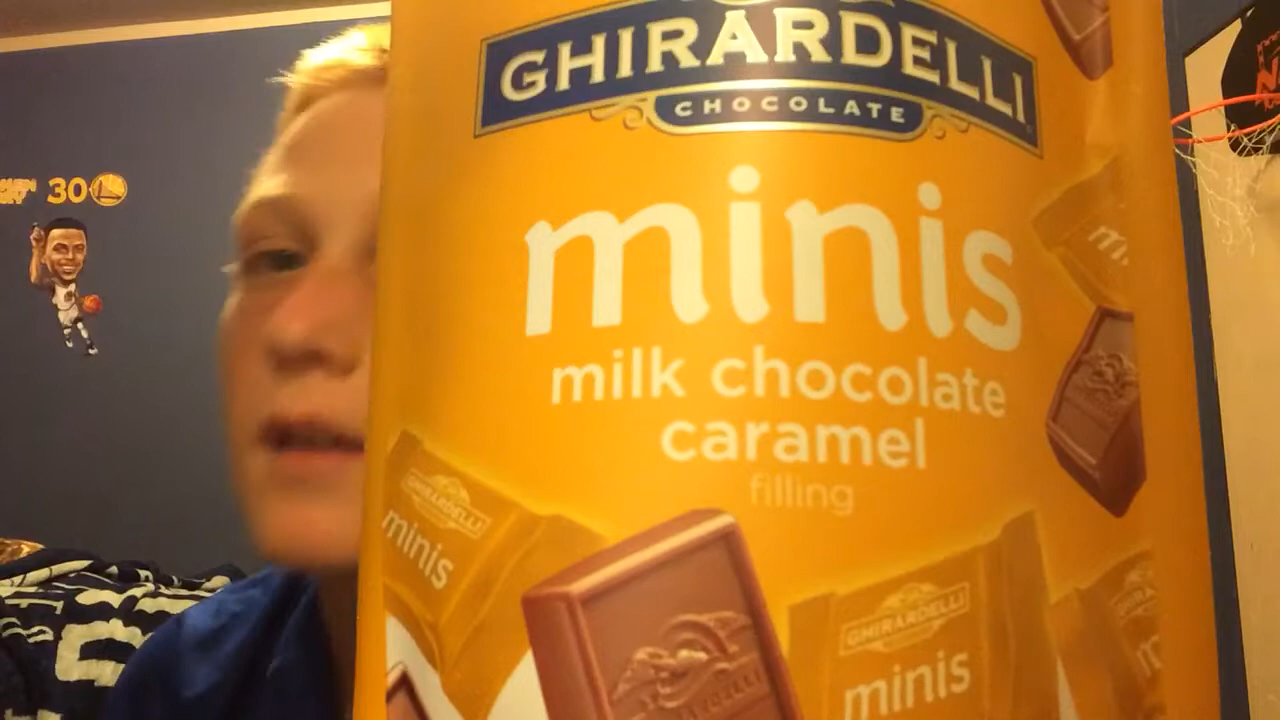 GHIRARDELLI
CHOCOLATE
minis
milk chocolate
caramel
filling
30
GHIRARDELLI
minis
GHIRARDELLI
minis